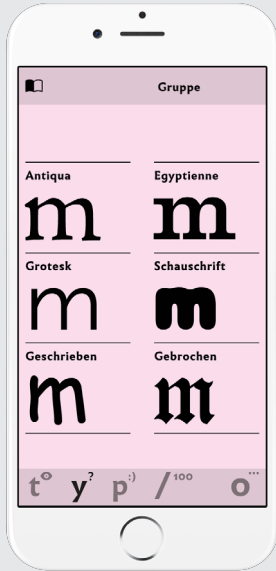 Gruppe
Antiqua Egyptienne
m m
Grotesk Schauschrift
m m
Geschrieben Gebrochen
m m
t y? p:) /100 o...